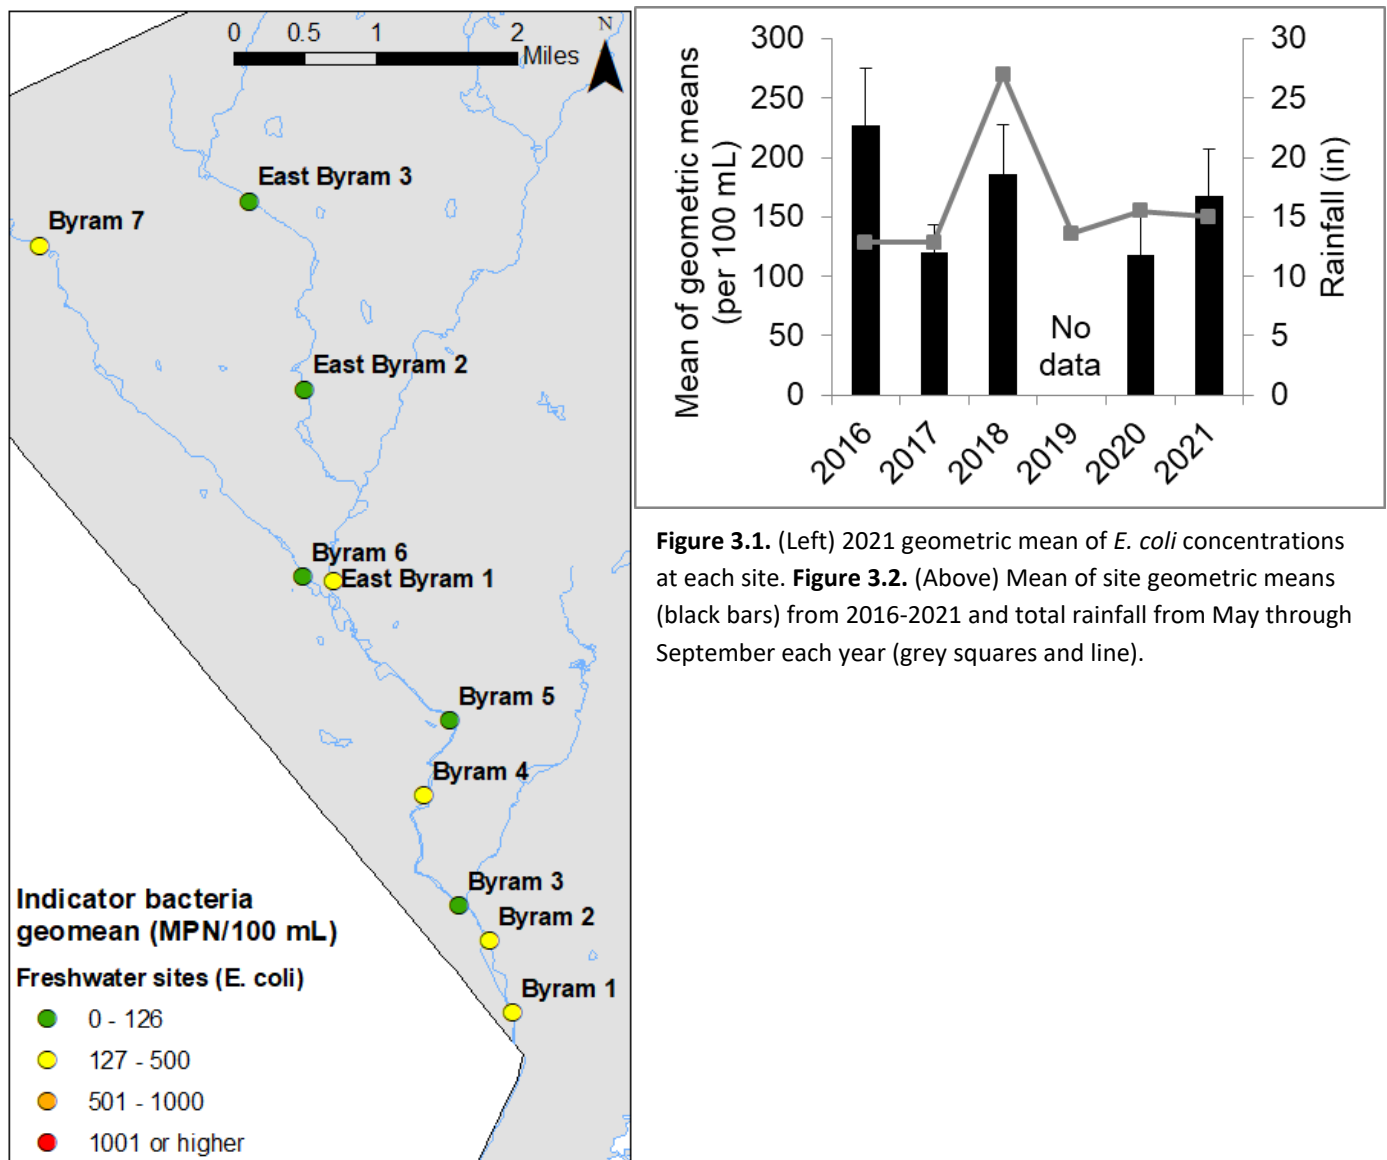 0 0.5 1 2
Miles
N
East Byram 3
Byram 7
East Byram 2
Byram 6
East Byram 1
Byram 5
Byram 4
Byram 3
Byram 2
Byram 1
Indicator bacteria
geomean (MPN/100 mL)
Freshwater sites (E. coli)
0 - 126
127 - 500
501 - 1000
1001 or higher
Mean of geometric means
(per 100 mL)
300
250
200
150
100
50
0
No
data
30
25
20
15
10
5
0
Rainfall (in)
2016
2017
2018
2019
2020
2021
Figure 3.1. (Left) 2021 geometric mean of E. coli concentrations
at each site. Figure 3.2. (Above) Mean of site geometric means
(black bars) from 2016-2021 and total rainfall from May through
September each year (grey squares and line).